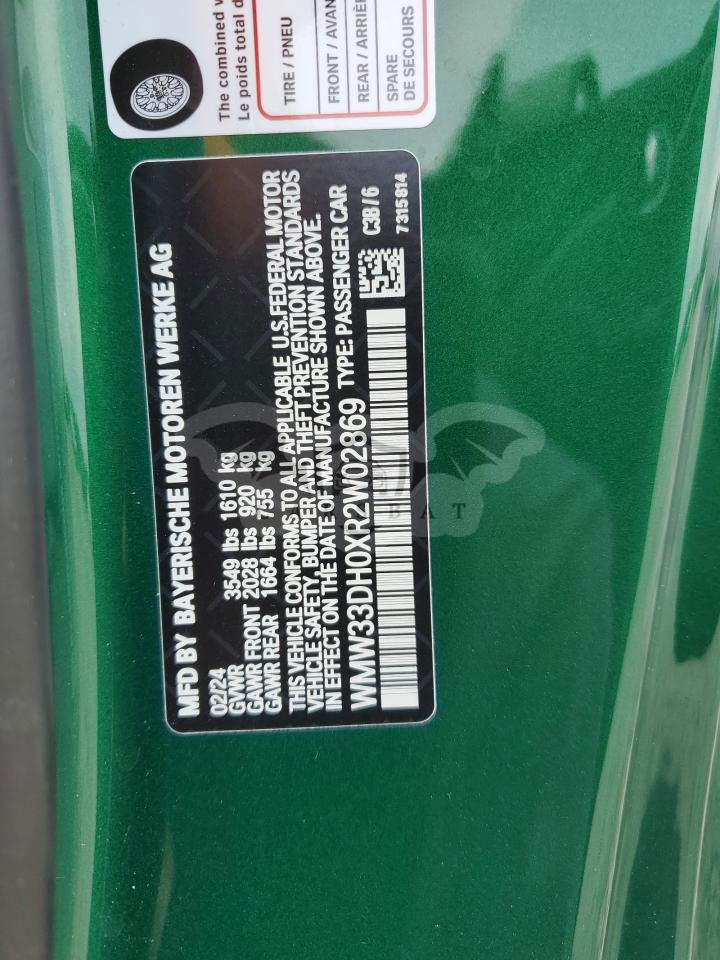 MFD BY BAYERISCHE MOTOREN WERKE AG
02/24
GVWR 3549 lbs 1610 kg
GAWR FRONT 2028 lbs 920 kg
GAWR REAR 1664 lbs 755 kg
THIS VEHICLE CONFORMS TO ALL APPLICABLE U.S.FEDERAL MOTOR
VEHICLE SAFETY, BUMPER AND THEFT PREVENTION STANDARDS
IN EFFECT ON THE DATE OF MANUFACTURE SHOWN ABOVE.
WMW33DH0XR2W02869 TYPE: PASSENGER CAR
C3B / 6
7 315 814
The combined
Le poids total
TIRE / PNEU
FRONT / AVAN
REAR / ARRIÈR
SPARE
DE SECOURS
BAT